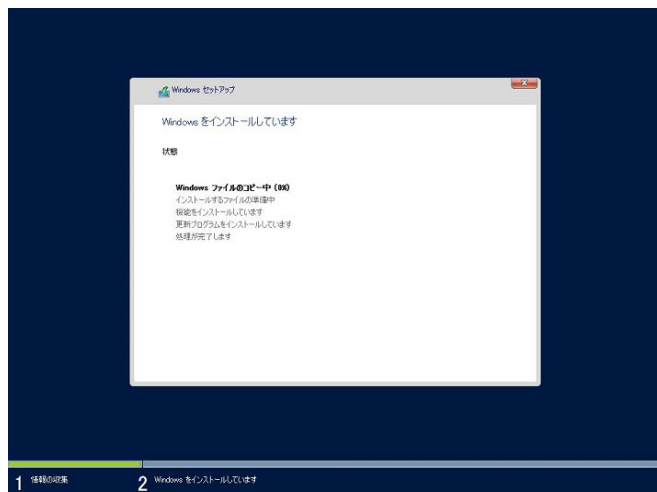 Windows セットアップ
Windows をインストールしています
状態
Windows ファイルのコピー中 (0%)
インストールするファイルの準備中
機能をインストールしています
更新プログラムをインストールしています
処理が完了します
1 情報の収集
2 Windows をインストールしています